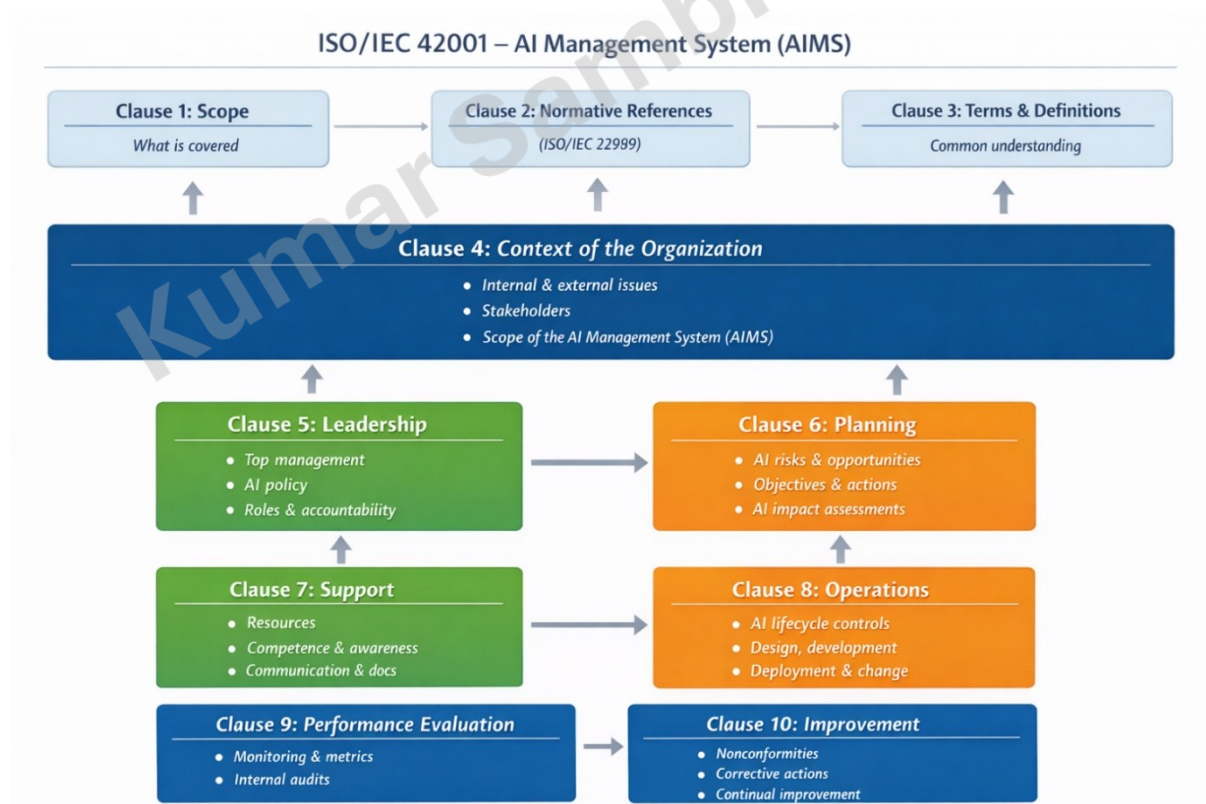 ISO/IEC 42001 – AI Management System (AIMS)
Clause 1: Scope
What is covered
Clause 2: Normative References
(ISO/IEC 22989)
Clause 3: Terms & Definitions
Common understanding
Clause 4: Context of the Organization
• Internal & external issues
• Stakeholders
• Scope of the AI Management System (AIMS)
Clause 5: Leadership
• Top management
• AI policy
• Roles & accountability
Clause 6: Planning
• AI risks & opportunities
• Objectives & actions
• AI impact assessments
Clause 7: Support
• Resources
• Competence & awareness
• Communication & docs
Clause 8: Operations
• AI lifecycle controls
• Design, development
• Deployment & change
Clause 9: Performance Evaluation
• Monitoring & metrics
• Internal audits
Clause 10: Improvement
• Nonconformities
• Corrective actions
• Continual improvement
Kumar